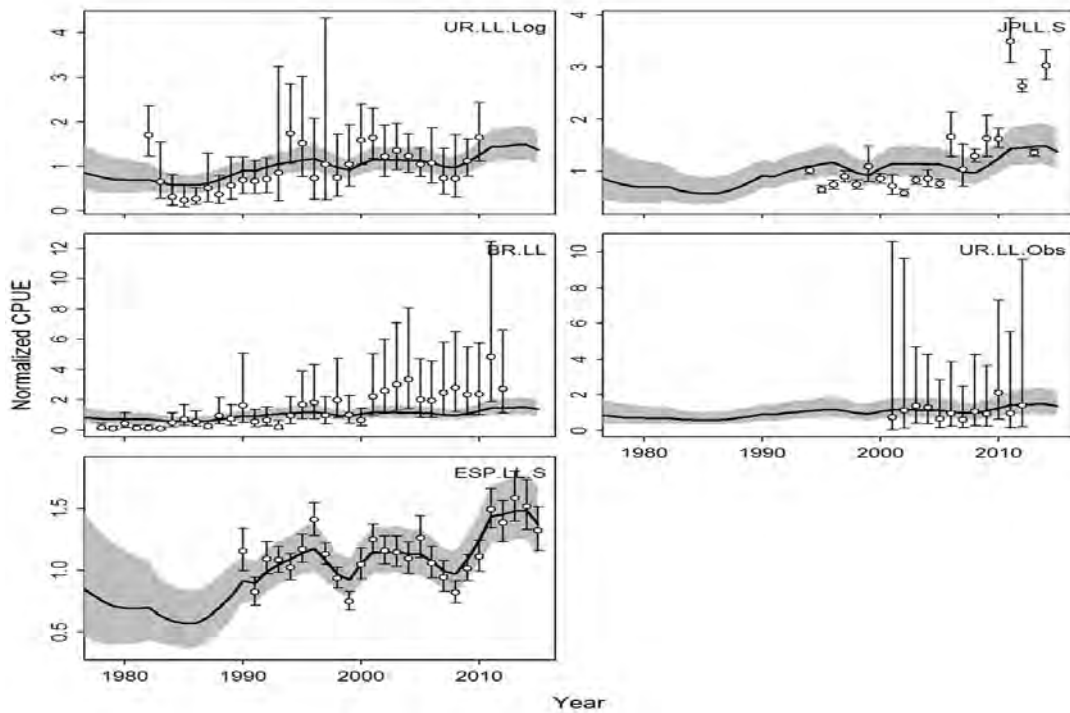 UR.LL.Log
JPLL.S
0 1 2 3 4
1 2 3 4
BR.LL
UR.LL.Obs
Normalized CPUE
0 2 4 6 8 10 12
0 2 4 6 8 10
1980 1990 2000 2010
ESP.LL.S
0.5 1.0 1.5
1980 1990 2000 2010
Year